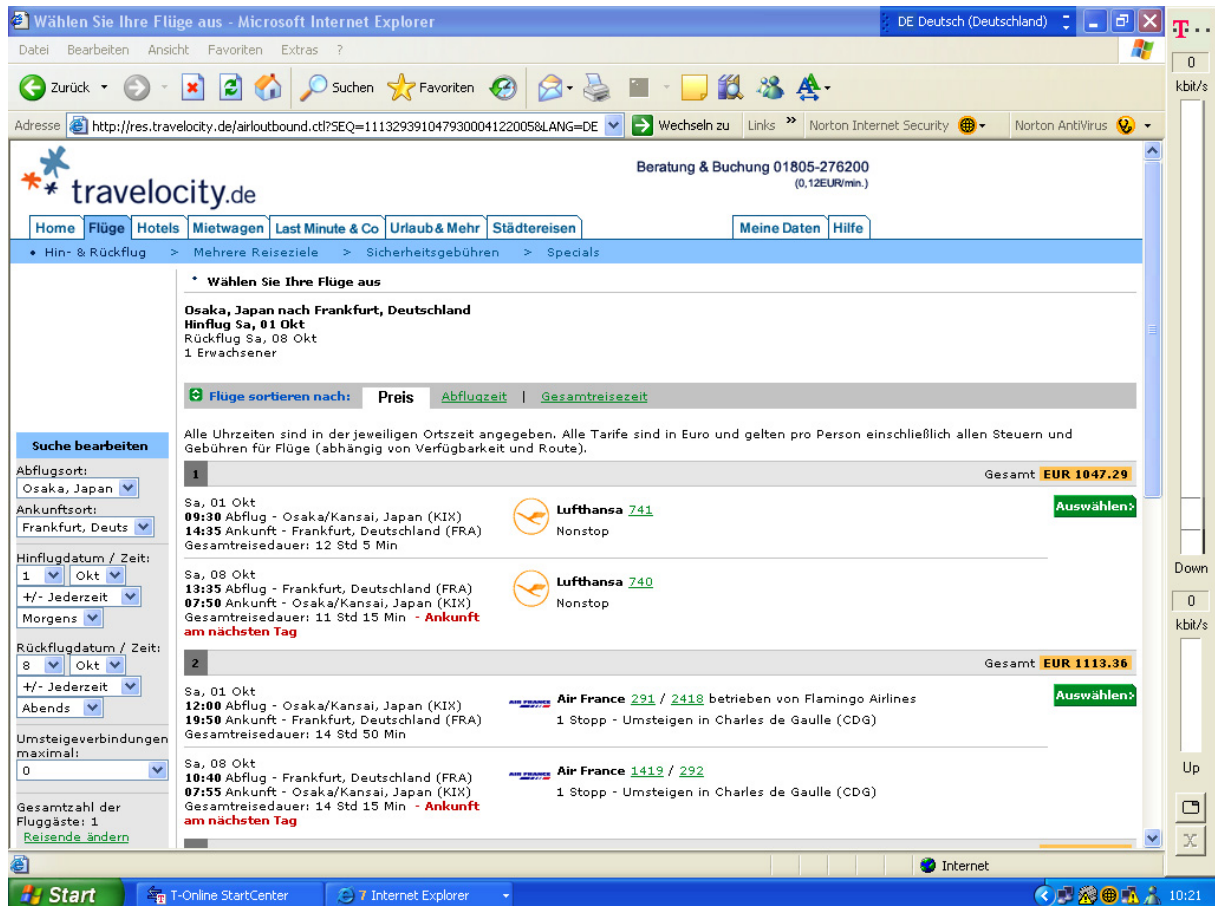 Wählen Sie Ihre Flüge aus - Microsoft Internet Explorer
DE Deutsch (Deutschland)
Datei Bearbeiten Ansicht Favoriten Extras ?
Zurück Suchen Favoriten
Adresse http://res.travelocity.de/airloutbound.ctl?SEQ=111329391047930004122005&LANG=DE Wechseln zu Links » Norton Internet Security Norton AntiVirus
T
0
kbit/s
travelocity.de
Beratung & Buchung 01805-276200
(0,12EUR/min.)
Home Flüge Hotels Mietwagen Last Minute & Co Urlaub & Mehr Städtereisen Meine Daten Hilfe
• Hin- & Rückflug > Mehrere Reiseziele > Sicherheitsgebühren > Specials
Wählen Sie Ihre Flüge aus
Osaka, Japan nach Frankfurt, Deutschland
Hinflug Sa, 01 Okt
Rückflug Sa, 08 Okt
1 Erwachsener
Flüge sortieren nach: Preis Abflugzeit | Gesamtreisezeit
Alle Uhrzeiten sind in der jeweiligen Ortszeit angegeben. Alle Tarife sind in Euro und gelten pro Person einschließlich allen Steuern und
Gebühren für Flüge (abhängig von Verfügbarkeit und Route).
1 Gesamt EUR 1047.29
Sa, 01 Okt
09:30 Abflug - Osaka/Kansai, Japan (KIX)
14:35 Ankunft - Frankfurt, Deutschland (FRA)
Gesamtreisedauer: 12 Std 5 Min
Lufthansa 741
Nonstop
Auswählen
Sa, 08 Okt
13:35 Abflug - Frankfurt, Deutschland (FRA)
07:50 Ankunft - Osaka/Kansai, Japan (KIX)
Gesamtreisedauer: 11 Std 15 Min - Ankunft
am nächsten Tag
Lufthansa 740
Nonstop
2 Gesamt EUR 1113.36
Sa, 01 Okt
12:00 Abflug - Osaka/Kansai, Japan (KIX)
19:50 Ankunft - Frankfurt, Deutschland (FRA)
Gesamtreisedauer: 14 Std 50 Min
AIR FRANCE
Air France 291 / 2418 betrieben von Flamingo Airlines
1 Stopp - Umsteigen in Charles de Gaulle (CDG)
Auswählen
Sa, 08 Okt
10:40 Abflug - Frankfurt, Deutschland (FRA)
07:55 Ankunft - Osaka/Kansai, Japan (KIX)
Gesamtreisedauer: 14 Std 15 Min - Ankunft
am nächsten Tag
AIR FRANCE
Air France 1419 / 292
1 Stopp - Umsteigen in Charles de Gaulle (CDG)
Suche bearbeiten
Abflugsort:
Osaka, Japan
Ankunftsort:
Frankfurt, Deuts
Hinflugdatum / Zeit:
1 Okt
+/- Jederzeit
Morgens
Rückflugdatum / Zeit:
8 Okt
+/- Jederzeit
Abends
Umsteigeverbindungen
maximal:
0
Gesamtzahl der
Fluggäste: 1
Reisende ändern
Down
0
kbit/s
Up
X
Internet
Start T-Online StartCenter 7 Internet Explorer 10:21